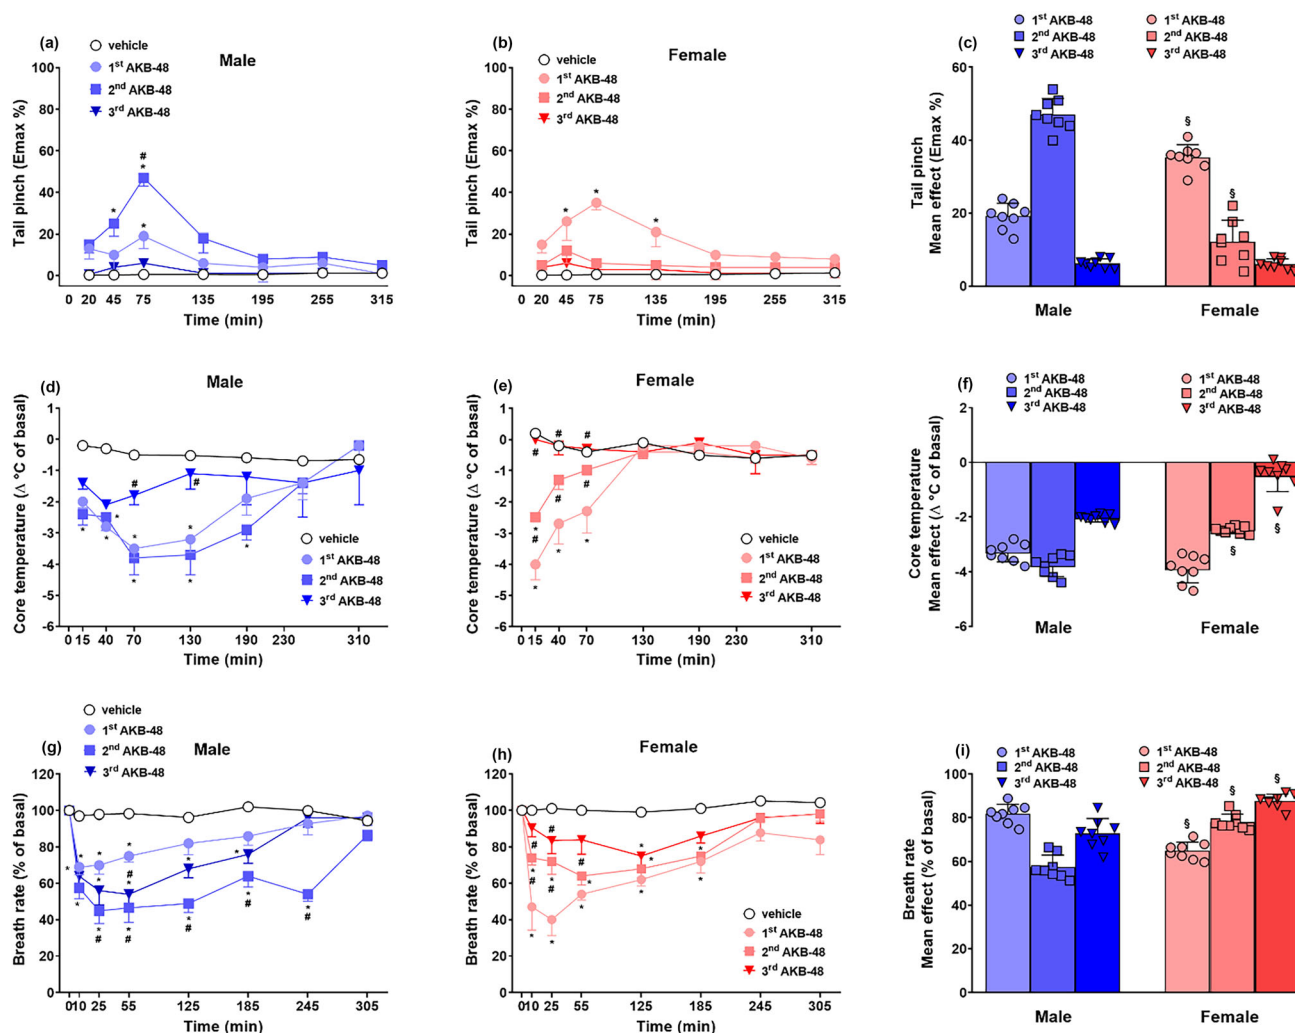 (a)
Male
vehicle
1st AKB-48
2nd AKB-48
3rd AKB-48
Tail pinch (Emax %)
100
80
60
40
20
0
#
*
*
*
0 20 45 75 135 195 255 315
Time (min)
(b)
Female
vehicle
1st AKB-48
2nd AKB-48
3rd AKB-48
Tail pinch (Emax %)
100
80
60
40
20
0
*
*
*
0 20 45 75 135 195 255 315
Time (min)
(c)
1st AKB-48
2nd AKB-48
3rd AKB-48
1st AKB-48
2nd AKB-48
3rd AKB-48
Tail pinch
Mean effect (Emax %)
60
40
20
0
§
§
Male
Female
(d)
Male
Core temperature (Δ °C of basal)
1
0
-1
-2
-3
-4
-5
-6
#
#
* *
* *
* * *
vehicle
1st AKB-48
2nd AKB-48
3rd AKB-48
0 15 40 70 130 190 230 310
Time (min)
(e)
Female
Core temperature (Δ °C of basal)
1
0
-1
-2
-3
-4
-5
-6
# #
#
# #
*
#
* *
*
vehicle
1st AKB-48
2nd AKB-48
3rd AKB-48
0 15 40 70 130 190 230 310
Time (min)
(f)
1st AKB-48
2nd AKB-48
3rd AKB-48
1st AKB-48
2nd AKB-48
3rd AKB-48
Core temperature
Mean effect (Δ °C of basal)
2
0
-2
-4
-6
§
§
Male
Female
(g)
vehicle
1st AKB-48
2nd AKB-48
3rd AKB-48
Male
Breath rate (% of basal)
120
100
80
60
40
20
0
*
*
*
*
*
#
*
*
*
*
#
*
#
*
#
*
#
*
#
0 10 25 55 125 185 245 305
Time (min)
(h)
Female
Breath rate (% of basal)
120
100
80
60
40
20
0
#
#
*
#
*
#
*
*
*
*
*
*
*
*
*
vehicle
1st AKB-48
2nd AKB-48
3rd AKB-48
0 10 25 55 125 185 245 305
Time (min)
(i)
1st AKB-48
2nd AKB-48
3rd AKB-48
1st AKB-48
2nd AKB-48
3rd AKB-48
Breath rate
Mean effect (% of basal)
100
80
60
40
20
0
§
§
§
Male
Female